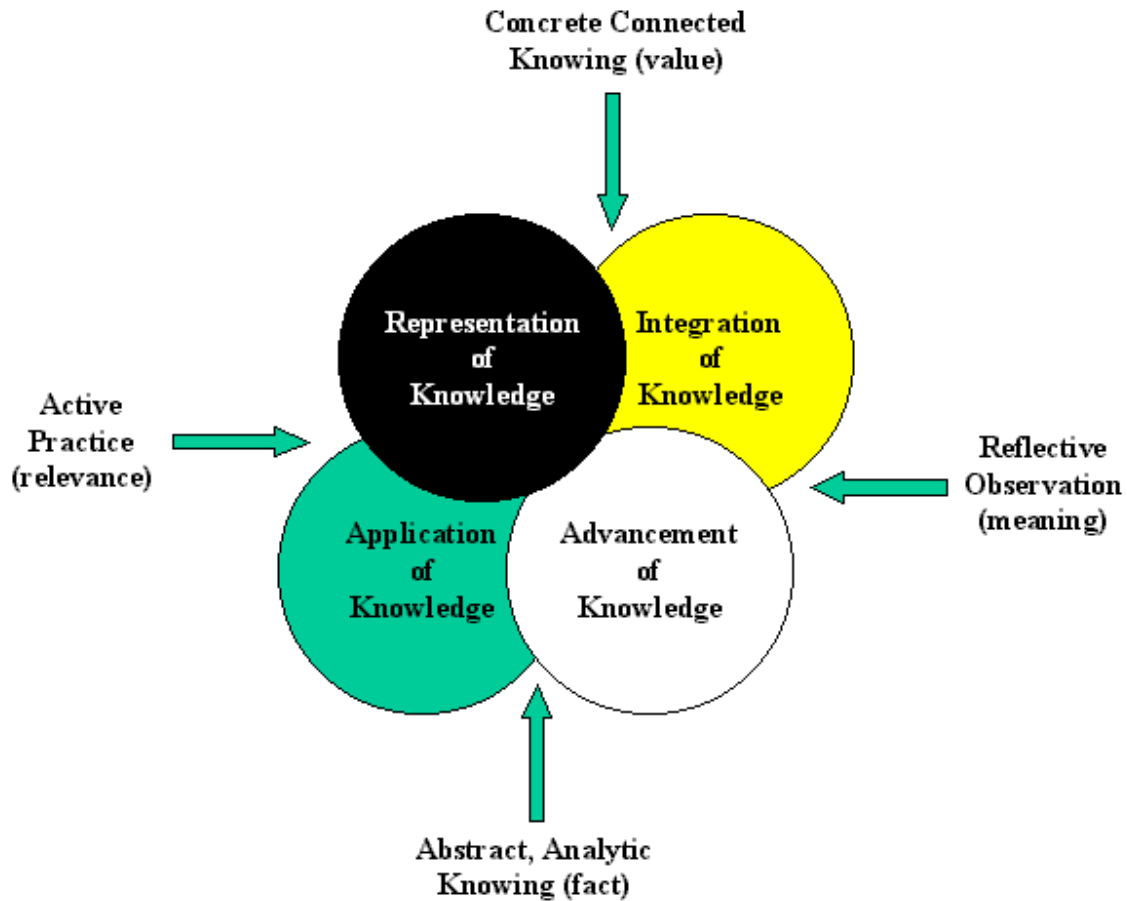 Concrete Connected
Knowing (value)
Representation
of
Knowledge
Integration
of
Knowledge
Active
Practice
(relevance)
Reflective
Observation
(meaning)
Application
of
Knowledge
Advancement
of
Knowledge
Abstract, Analytic
Knowing (fact)